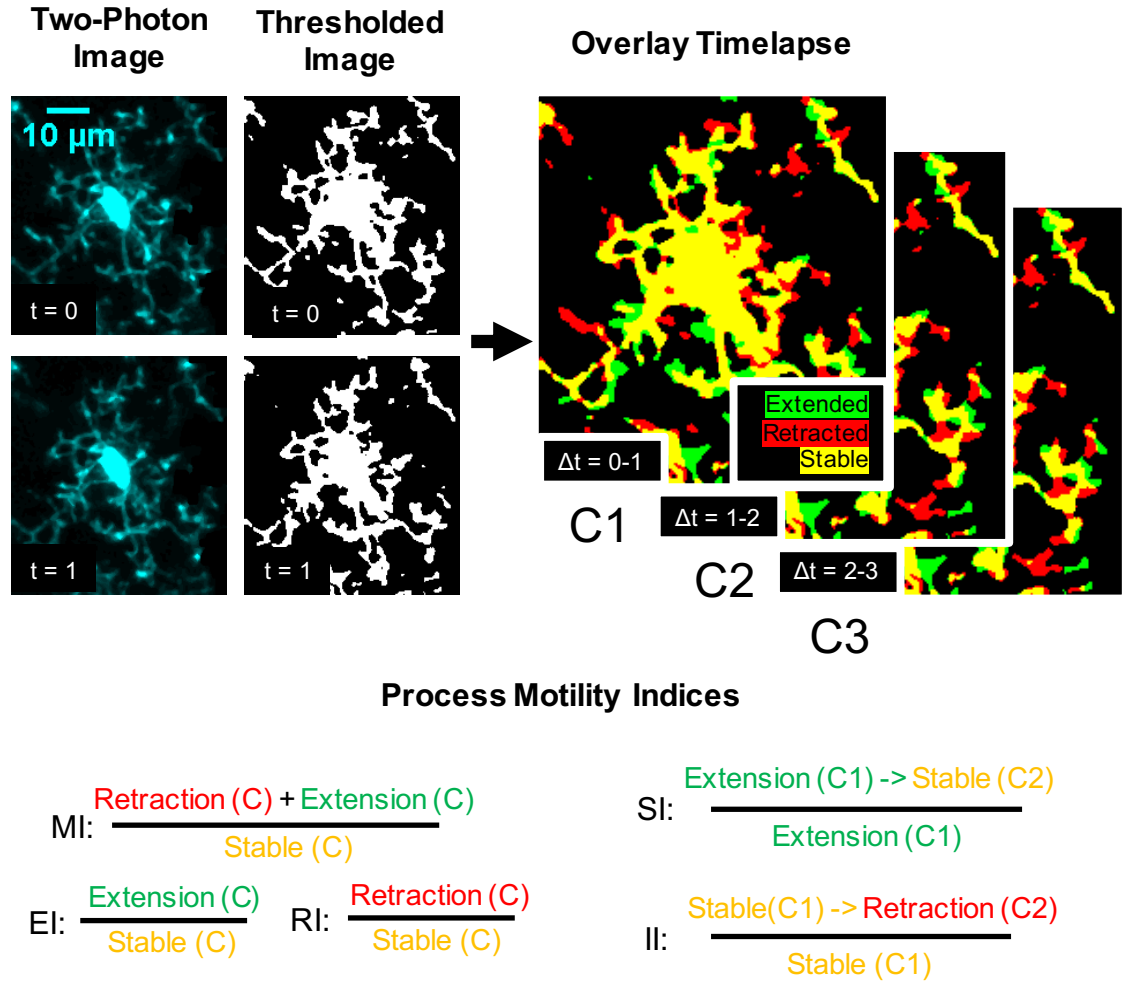 Two-Photon
Image
Thresholded
Image
Overlay Timelapse
10 µm
t = 0
t = 0
t = 1
t = 1
Extended
Retracted
Stable
Δt = 0-1
C1
Δt = 1-2
C2
Δt = 2-3
C3
Process Motility Indices
MI:
Retraction (C) + Extension (C)
Stable (C)
EI:
Extension (C)
Stable (C)
RI:
Retraction (C)
Stable (C)
SI:
Extension (C1) -> Stable (C2)
Extension (C1)
II:
Stable(C1) -> Retraction (C2)
Stable (C1)